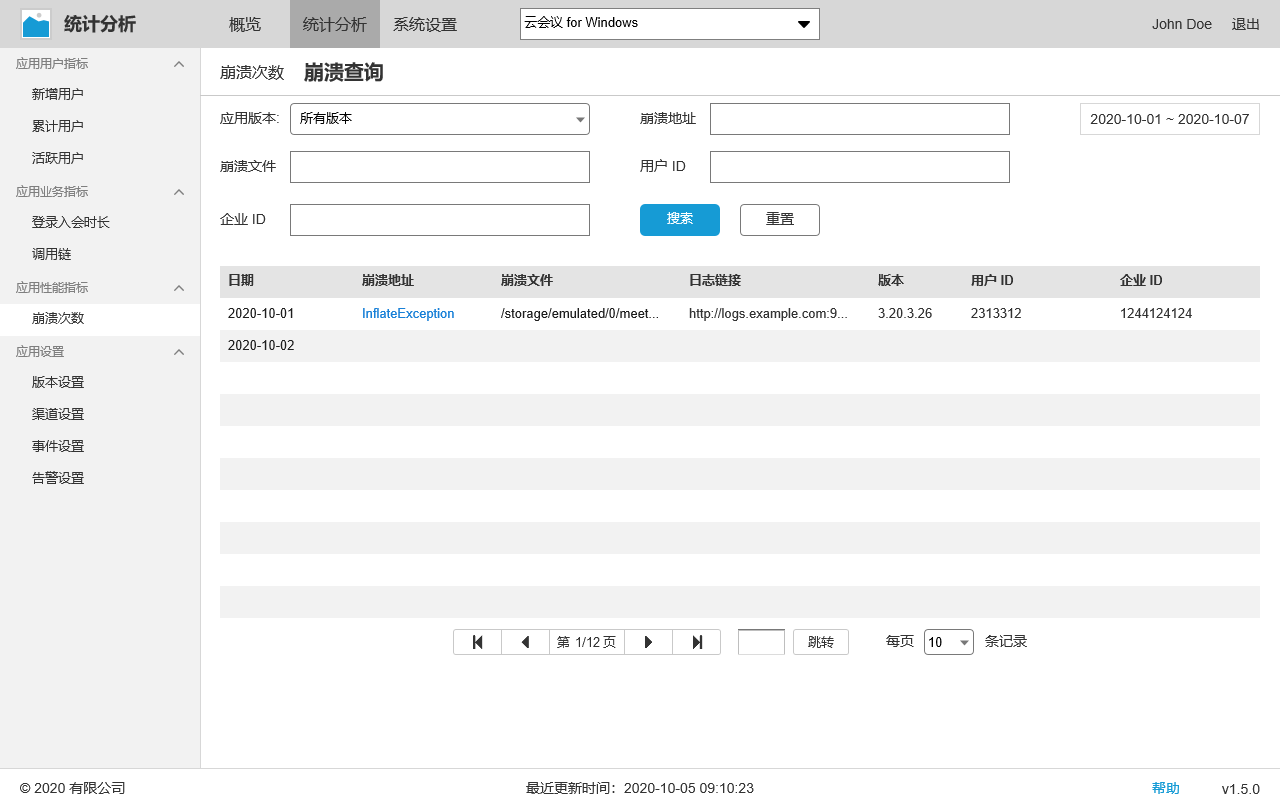 统计分析 概览 统计分析 系统设置 云会议 for Windows John Doe 退出
应用用户指标
新增用户
累计用户
活跃用户
应用业务指标
登录入会时长
调用链
应用性能指标
崩溃次数
应用设置
版本设置
渠道设置
事件设置
告警设置
崩溃次数 崩溃查询
应用版本: 所有版本 崩溃地址 2020-10-01 ~ 2020-10-07
崩溃文件 用户 ID
企业 ID 搜索 重置
日期 崩溃地址 崩溃文件 日志链接 版本 用户 ID 企业 ID
2020-10-01 InflateException /storage/emulated/0/meet... http://logs.example.com:9... 3.20.3.26 2313312 1244124124
2020-10-02
第 1/12 页 跳转 每页 10 条记录
© 2020 有限公司 最近更新时间：2020-10-05 09:10:23 帮助 v1.5.0